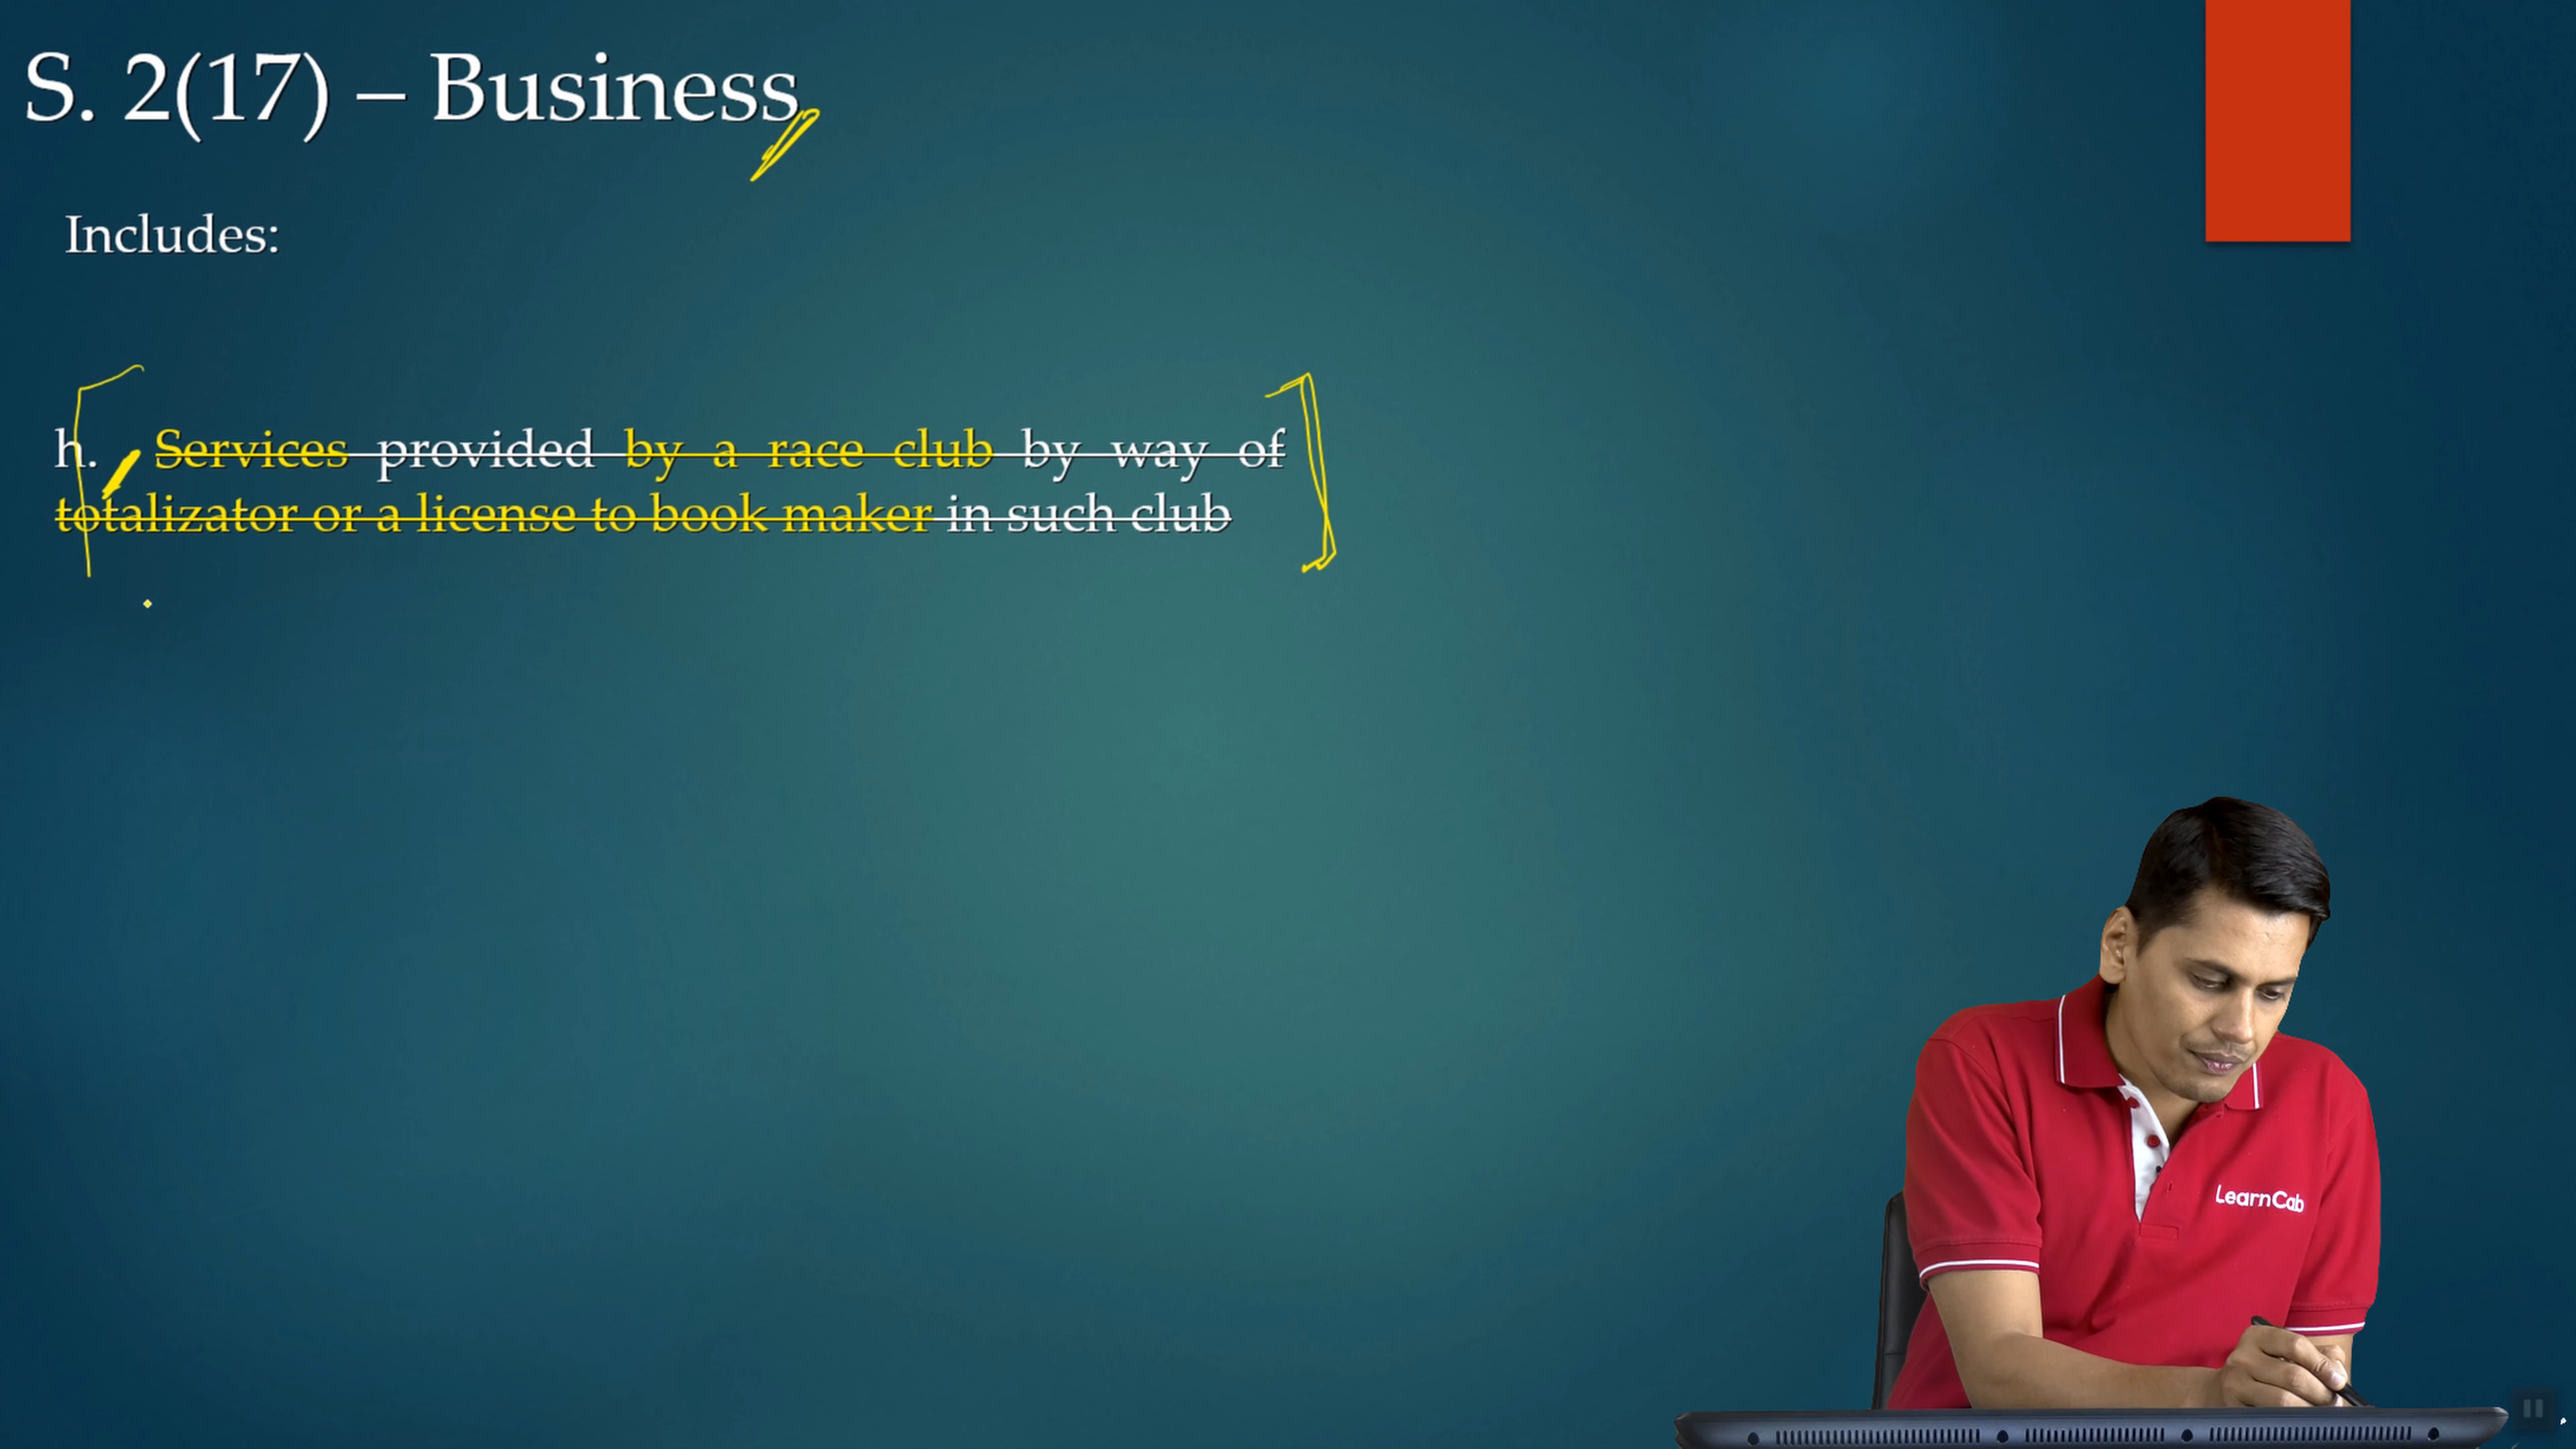 S. 2(17) – Business
Includes:
h. Services provided by a race club by way of
totalizator or a license to book maker in such club
LearnCab